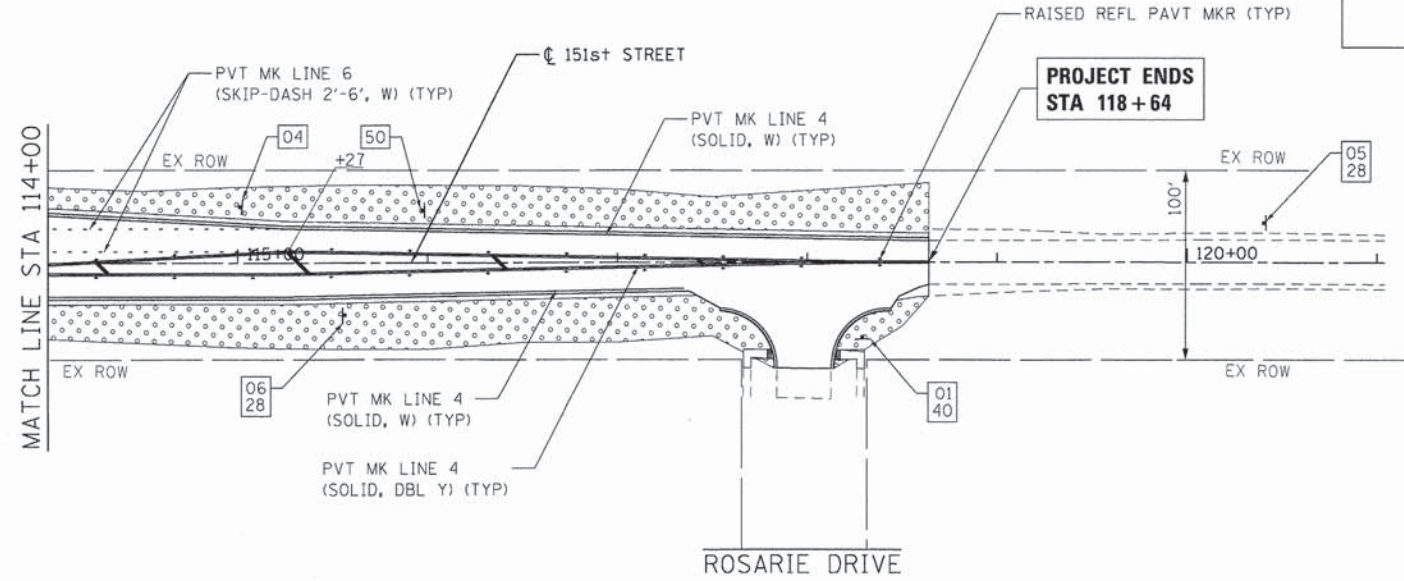 RAISED REFL PAVT MKR (TYP)
℄ 151st STREET
PVT MK LINE 6
(SKIP-DASH 2'-6', W) (TYP)
PROJECT ENDS
STA 118+64
PVT MK LINE 4
(SOLID, W) (TYP)
04
50
EX ROW
+27
EX ROW
05
28
MATCH LINE STA 114+00
100'
115+00
120+00
EX ROW
06
28
PVT MK LINE 4
(SOLID, W) (TYP)
01
40
EX ROW
PVT MK LINE 4
(SOLID, DBL Y) (TYP)
ROSARIE DRIVE